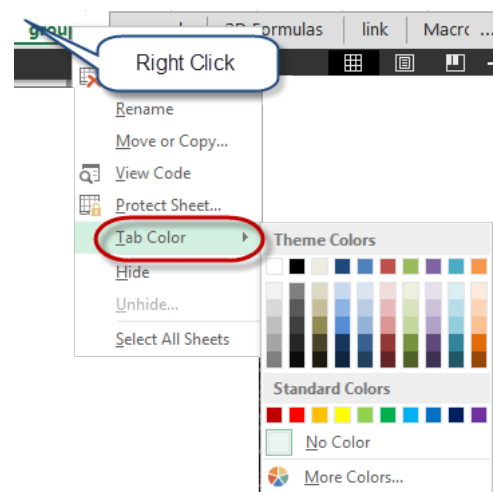 group
3D Formulas
link
Macro ...
Right Click
Rename
Move or Copy...
View Code
Protect Sheet...
Tab Color
Hide
Unhide...
Select All Sheets
Theme Colors
Standard Colors
No Color
More Colors...